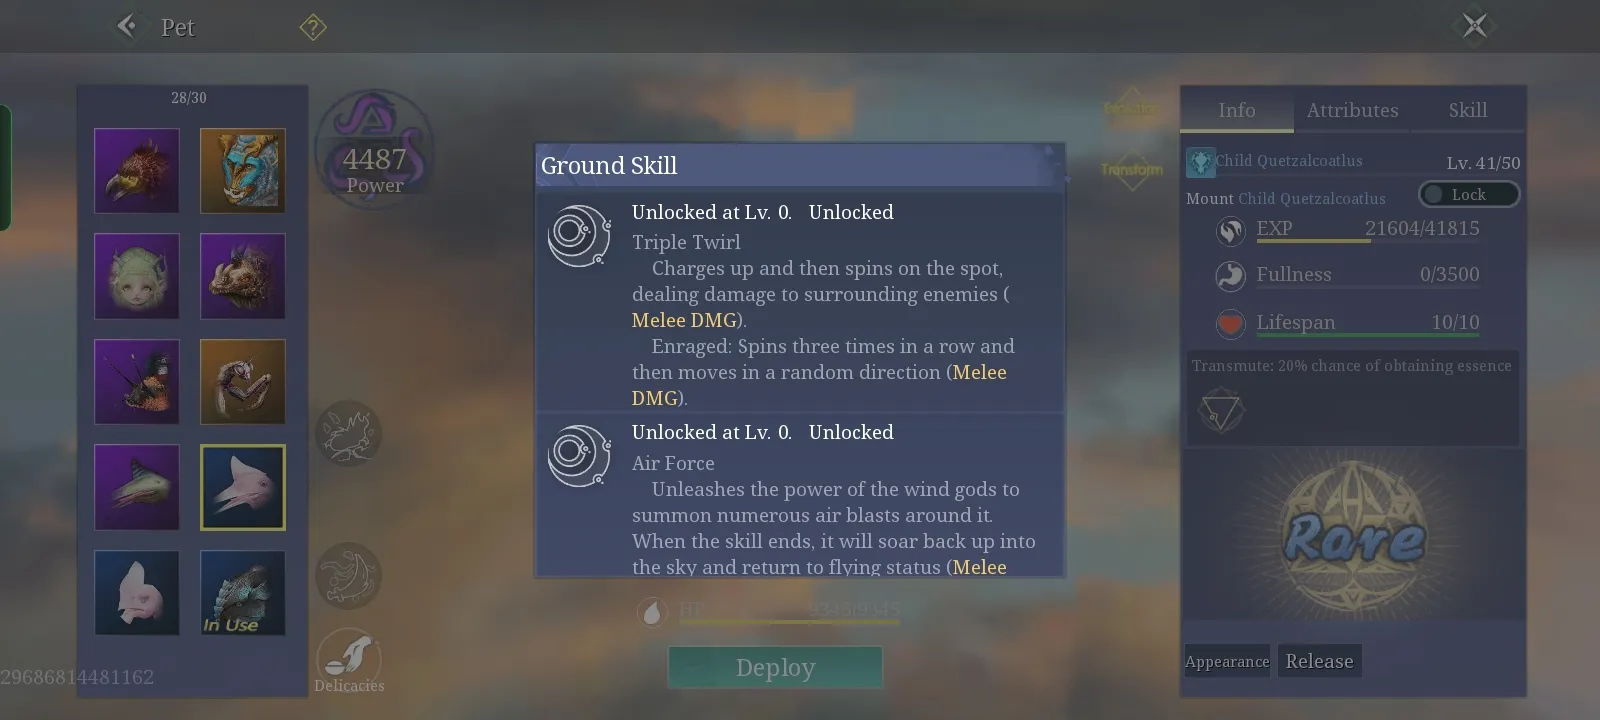 Pet
?
28/30
4487
Power
In Use
29686814481162
Delicacies
Ground Skill
Unlocked at Lv. 0. Unlocked
Triple Twirl
Charges up and then spins on the spot,
dealing damage to surrounding enemies (
Melee DMG).
Enraged: Spins three times in a row and
then moves in a random direction (Melee
DMG).
Unlocked at Lv. 0. Unlocked
Air Force
Unleashes the power of the wind gods to
summon numerous air blasts around it.
When the skill ends, it will soar back up into
the sky and return to flying status (Melee
HP 9345/9345
Deploy
Evolution
Transform
Info Attributes Skill
Child Quetzalcoatlus Lv. 41/50
Mount Child Quetzalcoatlus Lock
EXP 21604/41815
Fullness 0/3500
Lifespan 10/10
Transmute: 20% chance of obtaining essence
Rare
Appearance Release